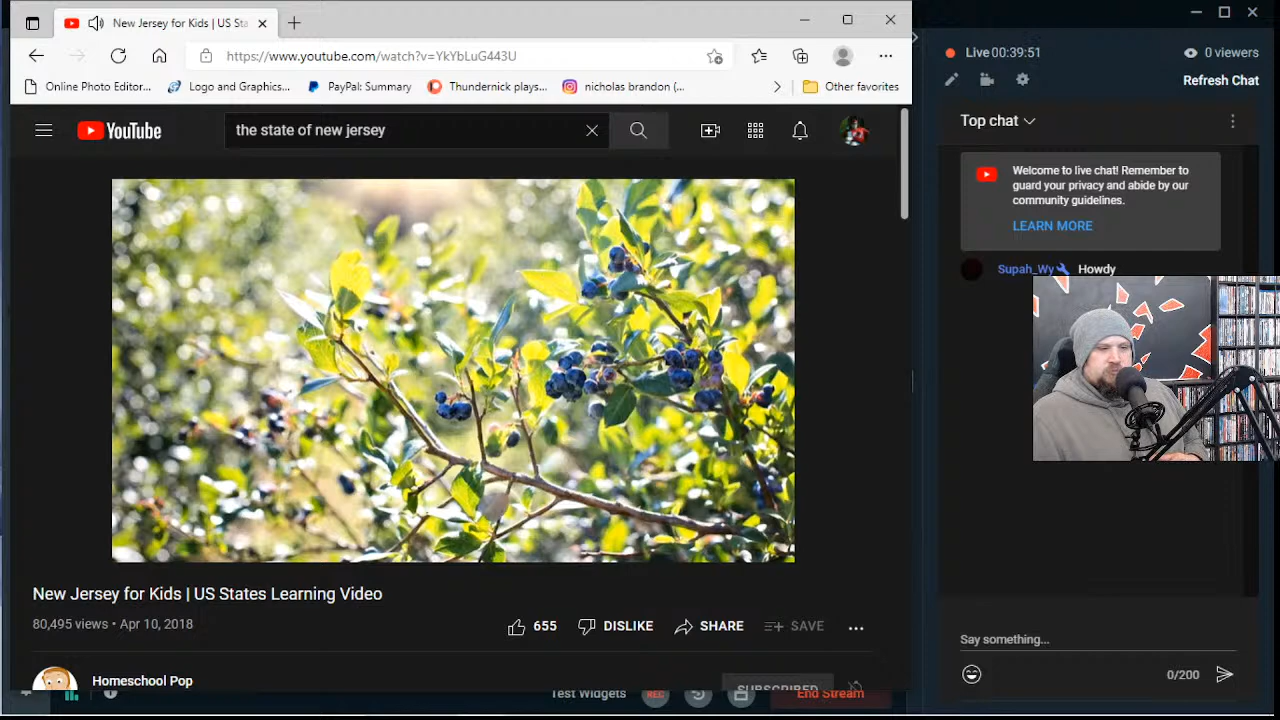 New Jersey for Kids | US Sta
https://www.youtube.com/watch?v=YkYbLuG443U
Online Photo Editor...
Logo and Graphics...
PayPal: Summary
Thundernick plays...
nicholas brandon (...
Other favorites
YouTube
the state of new jersey
New Jersey for Kids | US States Learning Video
80,495 views • Apr 10, 2018
655
DISLIKE
SHARE
SAVE
Homeschool Pop
SUBSCRIBED
Test Widgets
REC
End Stream
Live 00:39:51
0 viewers
Refresh Chat
Top chat
Welcome to live chat! Remember to
guard your privacy and abide by our
community guidelines.
LEARN MORE
Supah_Wy Howdy
Say something...
0/200